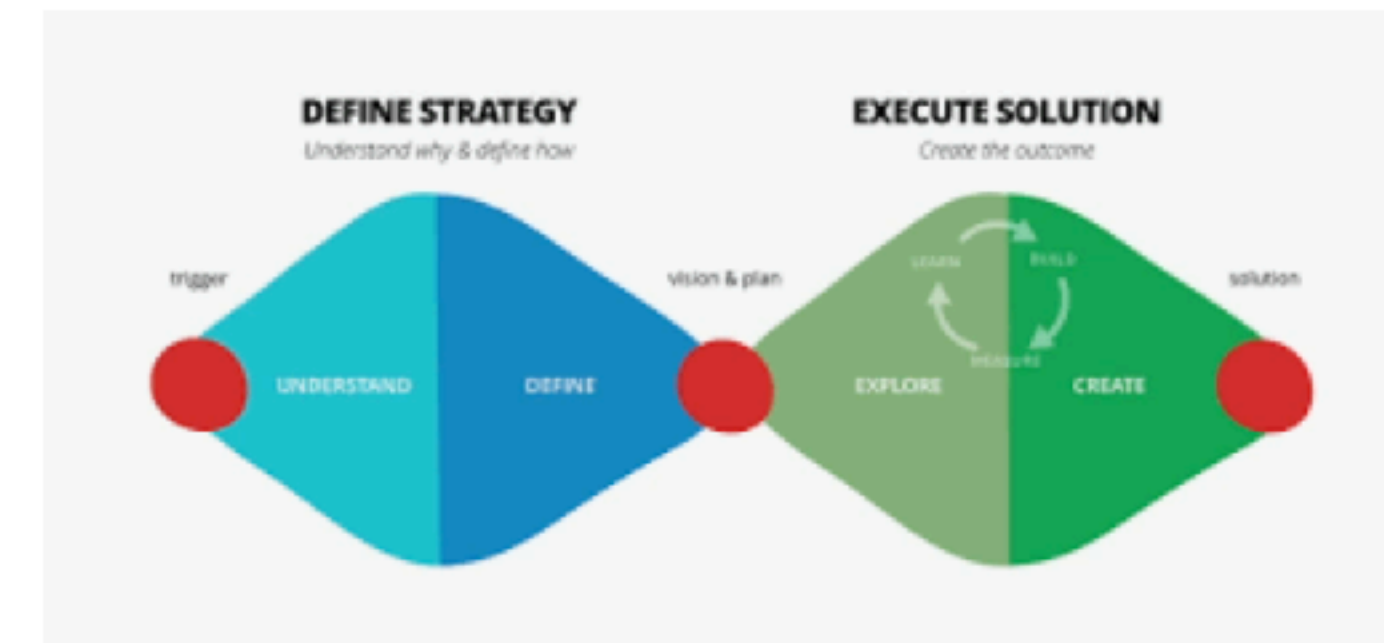 DEFINE STRATEGY
Understand why & define how
EXECUTE SOLUTION
Create the outcome
trigger
vision & plan
solution
LEARN
BUILD
MEASURE
UNDERSTAND
DEFINE
EXPLORE
CREATE